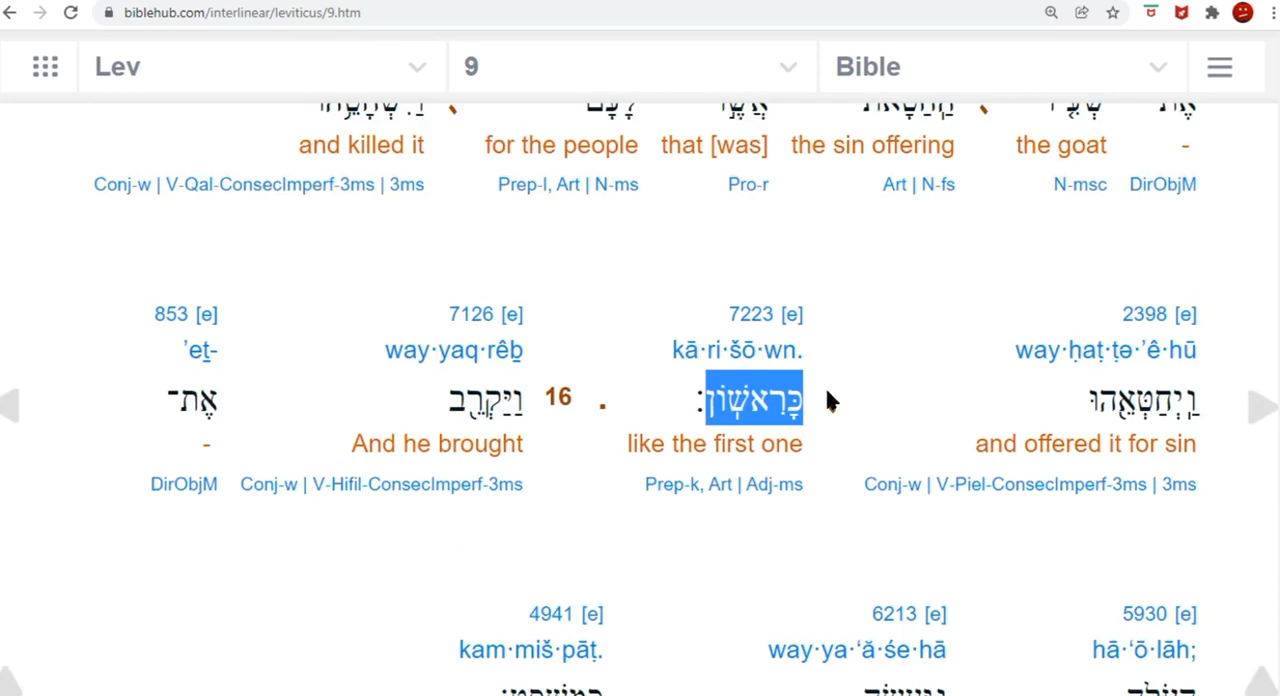 biblehub.com/interlinear/leviticus/9.htm
Lev 9 Bible
and killed it for the people that [was] the sin offering the goat -
Conj-w | V-Qal-ConsecImperf-3ms | 3ms Prep-l, Art | N-ms Pro-r Art | N-fs N-msc DirObjM
853 [e] 7126 [e] 7223 [e] 2398 [e]
’eṯ- way·yaq·rêḇ kā·ri·šō·wn. way·ḥaṭ·ṭə·’ê·hū
וַֽיְחַטְּאֵ֖הוּ כָּרִאשֽׁוֹן׃ . 16 וַיַּקְרֵ֖ב אֶת־
- And he brought like the first one and offered it for sin
DirObjM Conj-w | V-Hifil-ConsecImperf-3ms Prep-k, Art | Adj-ms Conj-w | V-Piel-ConsecImperf-3ms | 3ms
4941 [e] 6213 [e] 5930 [e]
kam·miš·pāṭ. way·ya·‘ă·śe·hā hā·‘ō·lāh;